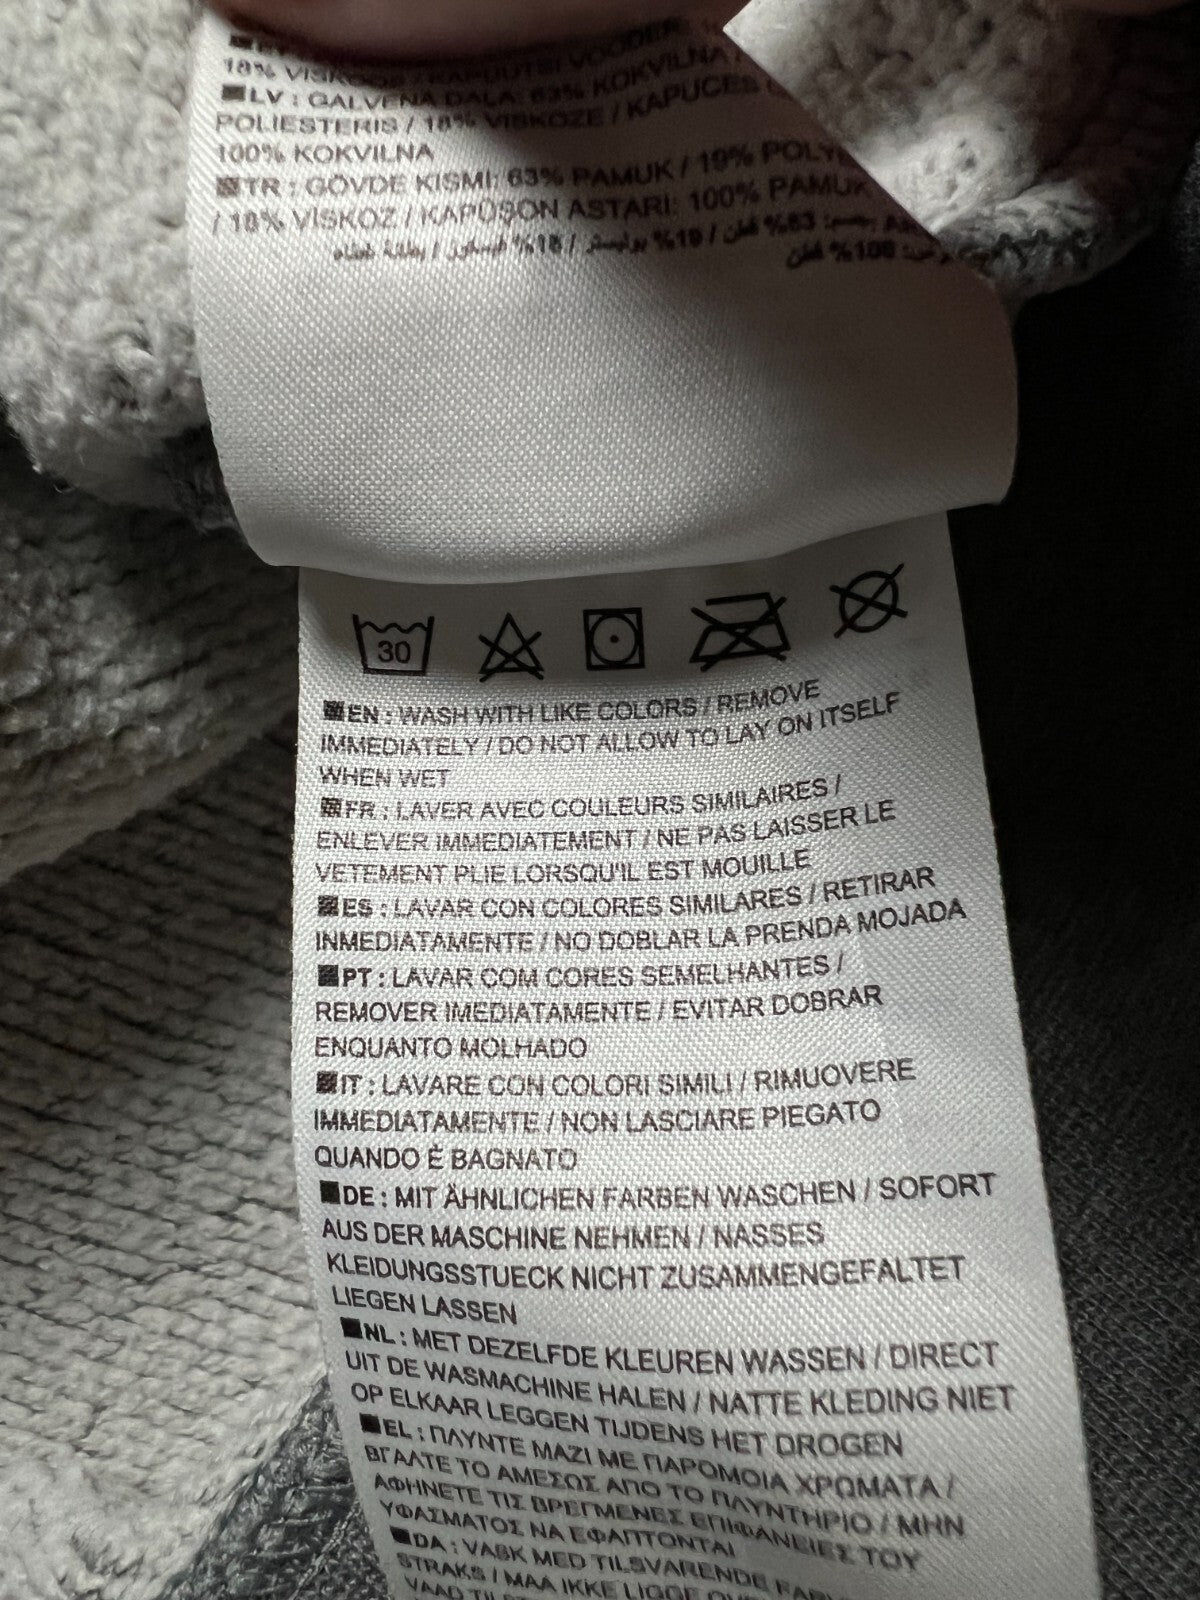 18% VISKOOS / KAPUUTSI VOODER
LV : GALVENA DALA: 63% KOKVILNA
POLIESTERIS / 18% VISKOZE / KAPUCES
100% KOKVILNA
TR : GÖVDE KISMI: 63% PAMUK / 19%
/ 18% VİSKOZ / KAPÜŞON ASTARI: 100% PAMUK
30
EN : WASH WITH LIKE COLORS / REMOVE
IMMEDIATELY / DO NOT ALLOW TO LAY ON ITSELF
WHEN WET
FR : LAVER AVEC COULEURS SIMILAIRES /
ENLEVER IMMEDIATEMENT / NE PAS LAISSER LE
VETEMENT PLIE LORSQU'IL EST MOUILLE
ES : LAVAR CON COLORES SIMILARES / RETIRAR
INMEDIATAMENTE / NO DOBLAR LA PRENDA MOJADA
PT : LAVAR COM CORES SEMELHANTES /
REMOVER IMEDIATAMENTE / EVITAR DOBRAR
ENQUANTO MOLHADO
IT : LAVARE CON COLORI SIMILI / RIMUOVERE
IMMEDIATAMENTE / NON LASCIARE PIEGATO
QUANDO È BAGNATO
DE : MIT ÄHNLICHEN FARBEN WASCHEN / SOFORT
AUS DER MASCHINE NEHMEN / NASSES
KLEIDUNGSSTUECK NICHT ZUSAMMENGEFALTET
LIEGEN LASSEN
NL : MET DEZELFDE KLEUREN WASSEN / DIRECT
UIT DE WASMACHINE HALEN / NATTE KLEDING NIET
OP ELKAAR LEGGEN TIJDENS HET DROGEN
EL : ΠΛΥΝΤΕ ΜΑΖΙ ΜΕ ΠΑΡΟΜΟΙΑ ΧΡΩΜΑΤΑ /
ΒΓΑΛΤΕ ΤΟ ΑΜΕΣΩΣ ΑΠΟ ΤΟ ΠΛΥΝΤΗΡΙΟ / ΜΗΝ
ΑΦΗΝΕΤΕ ΤΙΣ ΒΡΕΓΜΕΝΕΣ ΕΠΙΦΑΝΕΙΕΣ ΤΟΥ
ΥΦΑΣΜΑΤΟΣ ΝΑ ΕΦΑΠΤΟΝΤΑΙ
DA : VASK MED TILSVARENDE
STRAKS / MAA IKKE LIGGE